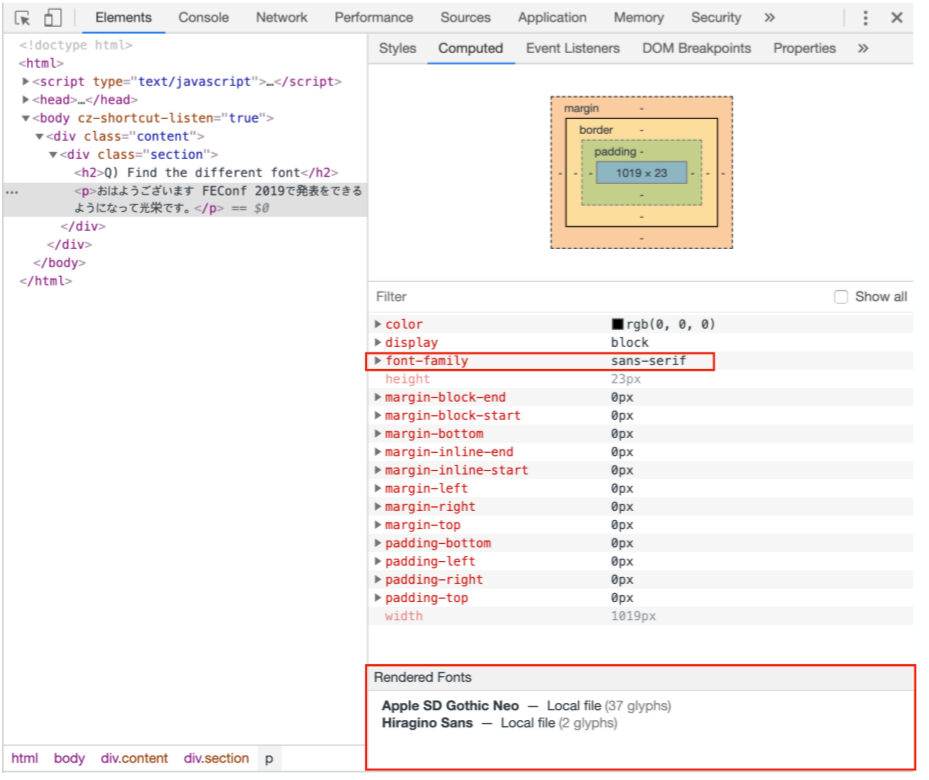 Elements Console Network Performance Sources Application Memory Security »
<!doctype html>
<html>
<script type="text/javascript">…</script>
<head>…</head>
<body cz-shortcut-listen="true">
<div class="content">
<div class="section">
<h2>Q) Find the different font</h2>
… <p>おはようございます FEConf 2019で発表をできる
ようになって光栄です。</p> == $0
</div>
</div>
</body>
</html>
html body div.content div.section p
Styles Computed Event Listeners DOM Breakpoints Properties »
margin -
border -
padding -
- - - 1019 × 23 - - -
-
-
-
Filter Show all
color rgb(0, 0, 0)
display block
font-family sans-serif
height 23px
margin-block-end 0px
margin-block-start 0px
margin-bottom 0px
margin-inline-end 0px
margin-inline-start 0px
margin-left 0px
margin-right 0px
margin-top 0px
padding-bottom 0px
padding-left 0px
padding-right 0px
padding-top 0px
width 1019px
Rendered Fonts
Apple SD Gothic Neo — Local file (37 glyphs)
Hiragino Sans — Local file (2 glyphs)